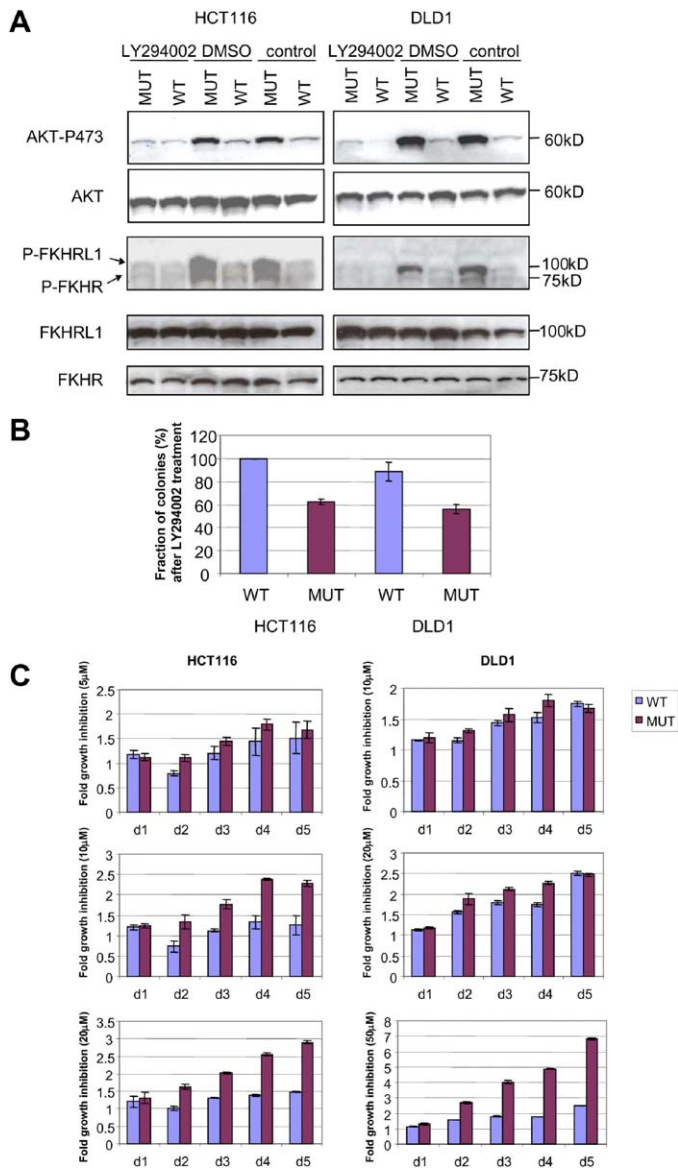 A
HCT116 DLD1
LY294002 DMSO control LY294002 DMSO control
MUT WT MUT WT MUT WT MUT WT MUT WT MUT WT
AKT-P473 60kD
AKT 60kD
P-FKHRL1 100kD
P-FKHR 75kD
FKHRL1 100kD
FKHR 75kD
B
Fraction of colonies (%)
after LY294002 treatment
120
100
80
60
40
20
0
WT MUT WT MUT
HCT116 DLD1
C
HCT116 DLD1
WT
MUT
Fold growth inhibition (5µM)
2.5
2
1.5
1
0.5
0
d1 d2 d3 d4 d5
Fold growth inhibition (10µM)
2
1.5
1
0.5
0
d1 d2 d3 d4 d5
Fold growth inhibition (10µM)
3
2.5
2
1.5
1
0.5
0
d1 d2 d3 d4 d5
Fold growth inhibition (20µM)
3
2.5
2
1.5
1
0.5
0
d1 d2 d3 d4 d5
Fold growth inhibition (20µM)
3.5
3
2.5
2
1.5
1
0.5
0
d1 d2 d3 d4 d5
Fold growth inhibition (50µM)
8
7
6
5
4
3
2
1
0
d1 d2 d3 d4 d5